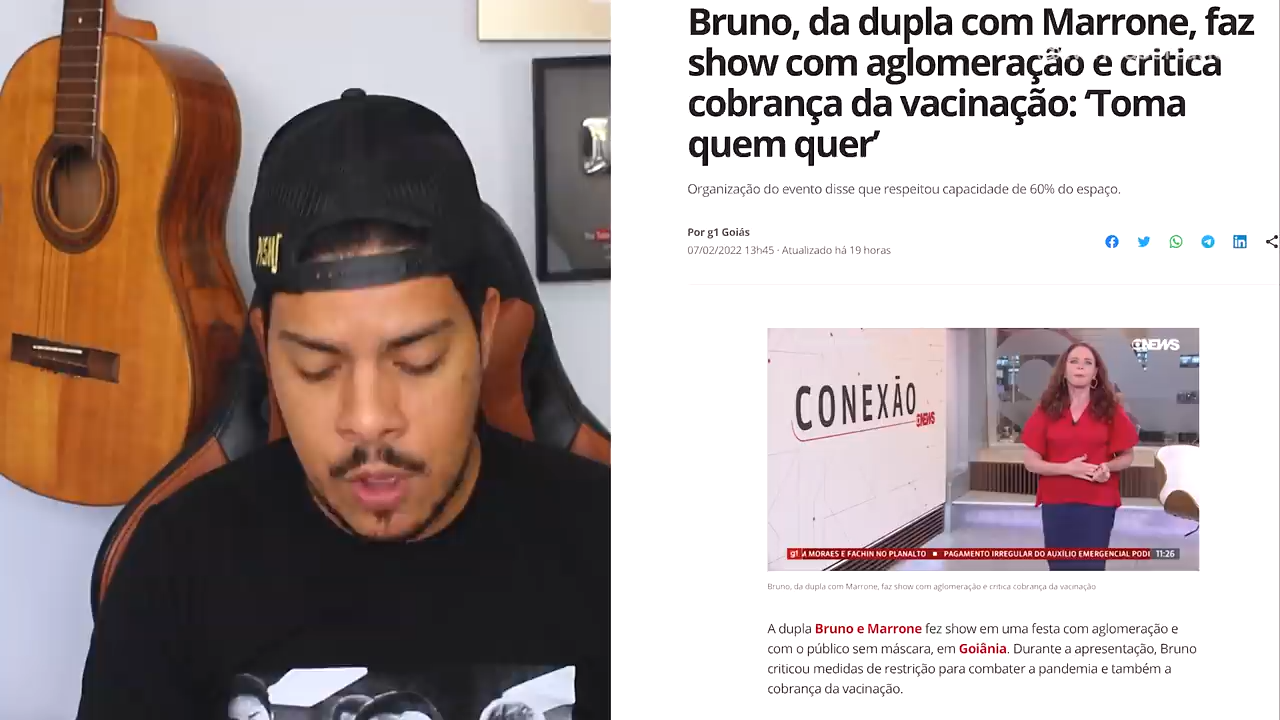 Bruno, da dupla com Marrone, faz
show com aglomeração e critica
cobrança da vacinação: ‘Toma
quem quer’
Organização do evento disse que respeitou capacidade de 60% do espaço.
Por g1 Goiás
07/02/2022 13h45 · Atualizado há 19 horas
NEWS
CONEXÃO
NEWS
g1 A MORAES E FACHIN NO PLANALTO ■ PAGAMENTO IRREGULAR DO AUXÍLIO EMERGENCIAL PODE 11:26
Bruno, da dupla com Marrone, faz show com aglomeração e critica cobrança da vacinação
A dupla Bruno e Marrone fez show em uma festa com aglomeração e
com o público sem máscara, em Goiânia. Durante a apresentação, Bruno
criticou medidas de restrição para combater a pandemia e também a
cobrança da vacinação.